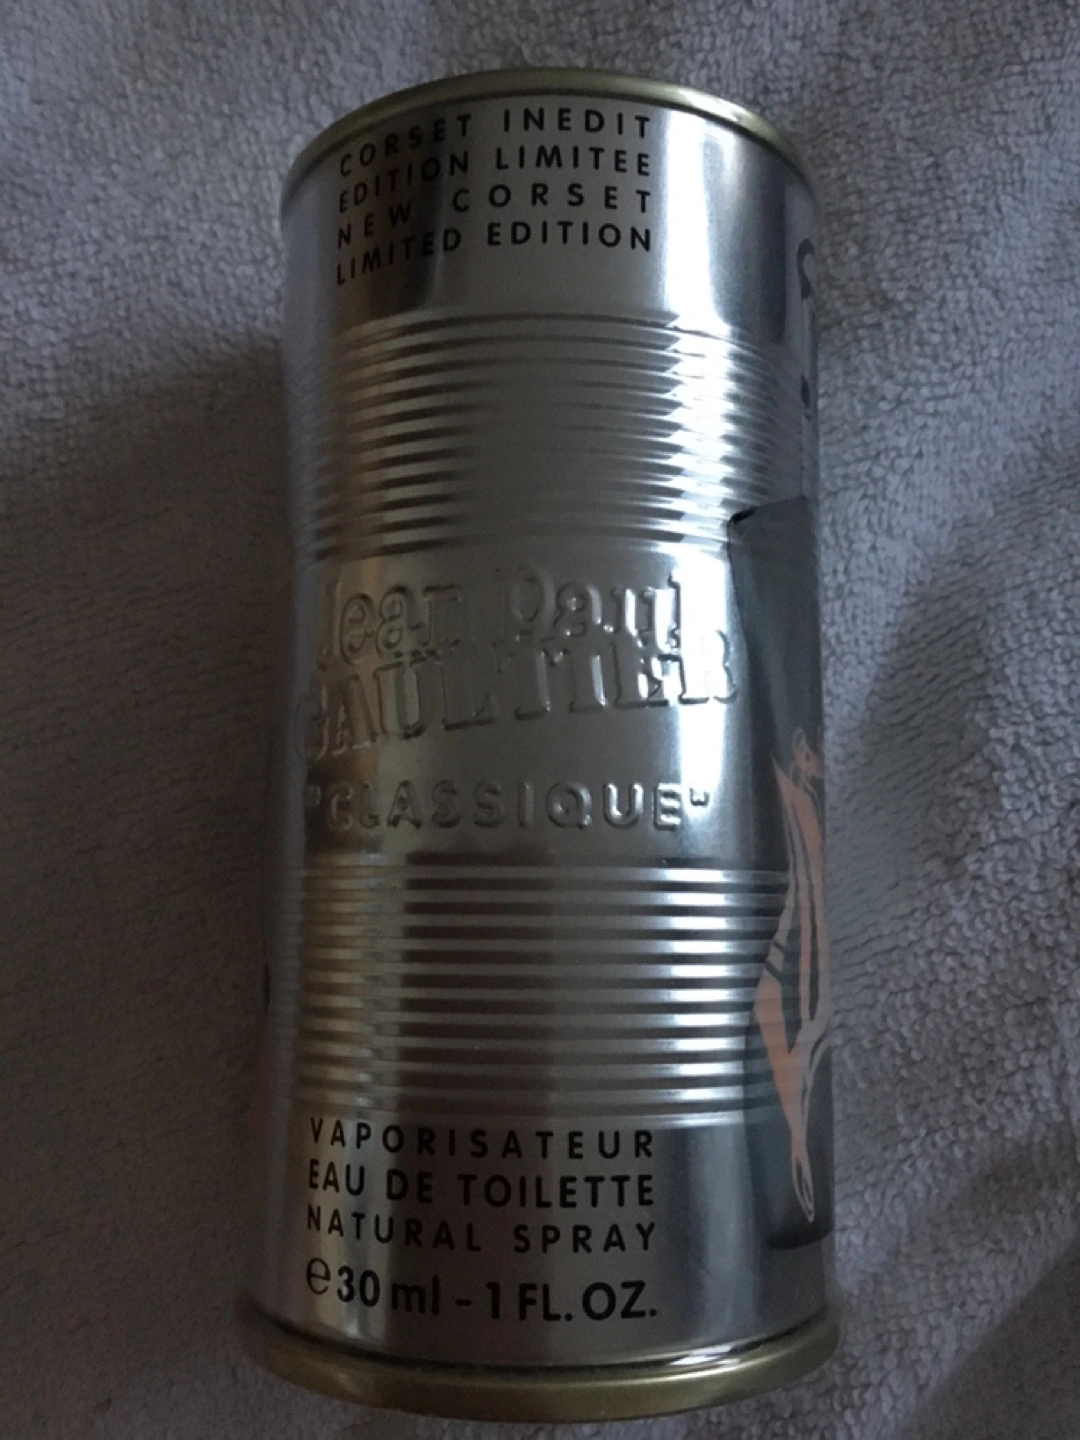 CORSET INEDIT
EDITION LIMITEE
NEW CORSET
LIMITED EDITION
Jean Paul
GAULTIER
"CLASSIQUE"
VAPORISATEUR
EAU DE TOILETTE
NATURAL SPRAY
℮30 ml - 1 FL. OZ.